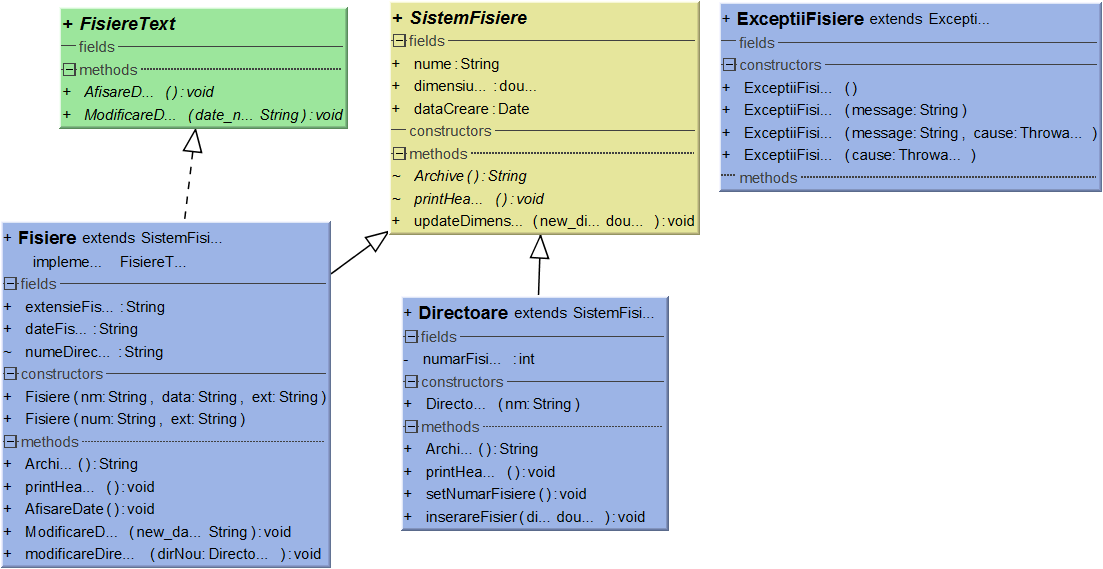 + FisiereText
fields
methods
+ AfisareD... ( ) : void
+ ModificareD... ( date_n... String ) : void
+ SistemFisiere
fields
+ nume : String
+ dimensiu... : dou...
+ dataCreare : Date
constructors
methods
~ Archive ( ) : String
~ printHea... ( ) : void
+ updateDimens... ( new_di... dou... ) : void
+ ExceptiiFisiere extends Excepti...
fields
constructors
+ ExceptiiFisi... ( )
+ ExceptiiFisi... ( message: String )
+ ExceptiiFisi... ( message: String , cause: Throwa... )
+ ExceptiiFisi... ( cause: Throwa... )
methods
+ Fisiere extends SistemFisi...
impleme... FisiereT...
fields
+ extensieFis... : String
+ dateFis... : String
~ numeDirec... : String
constructors
+ Fisiere ( nm: String , data: String , ext: String )
+ Fisiere ( num: String , ext: String )
methods
+ Archi... ( ) : String
+ printHea... ( ) : void
+ AfisareDate ( ) : void
+ ModificareD... ( new_da... String ) : void
+ modificareDire... ( dirNou: Directo... ) : void
+ Directoare extends SistemFisi...
fields
- numarFisi... : int
constructors
+ Directo... ( nm: String )
methods
+ Archi... ( ) : String
+ printHea... ( ) : void
+ setNumarFisiere ( ) : void
+ inserareFisier ( di... dou... ) : void